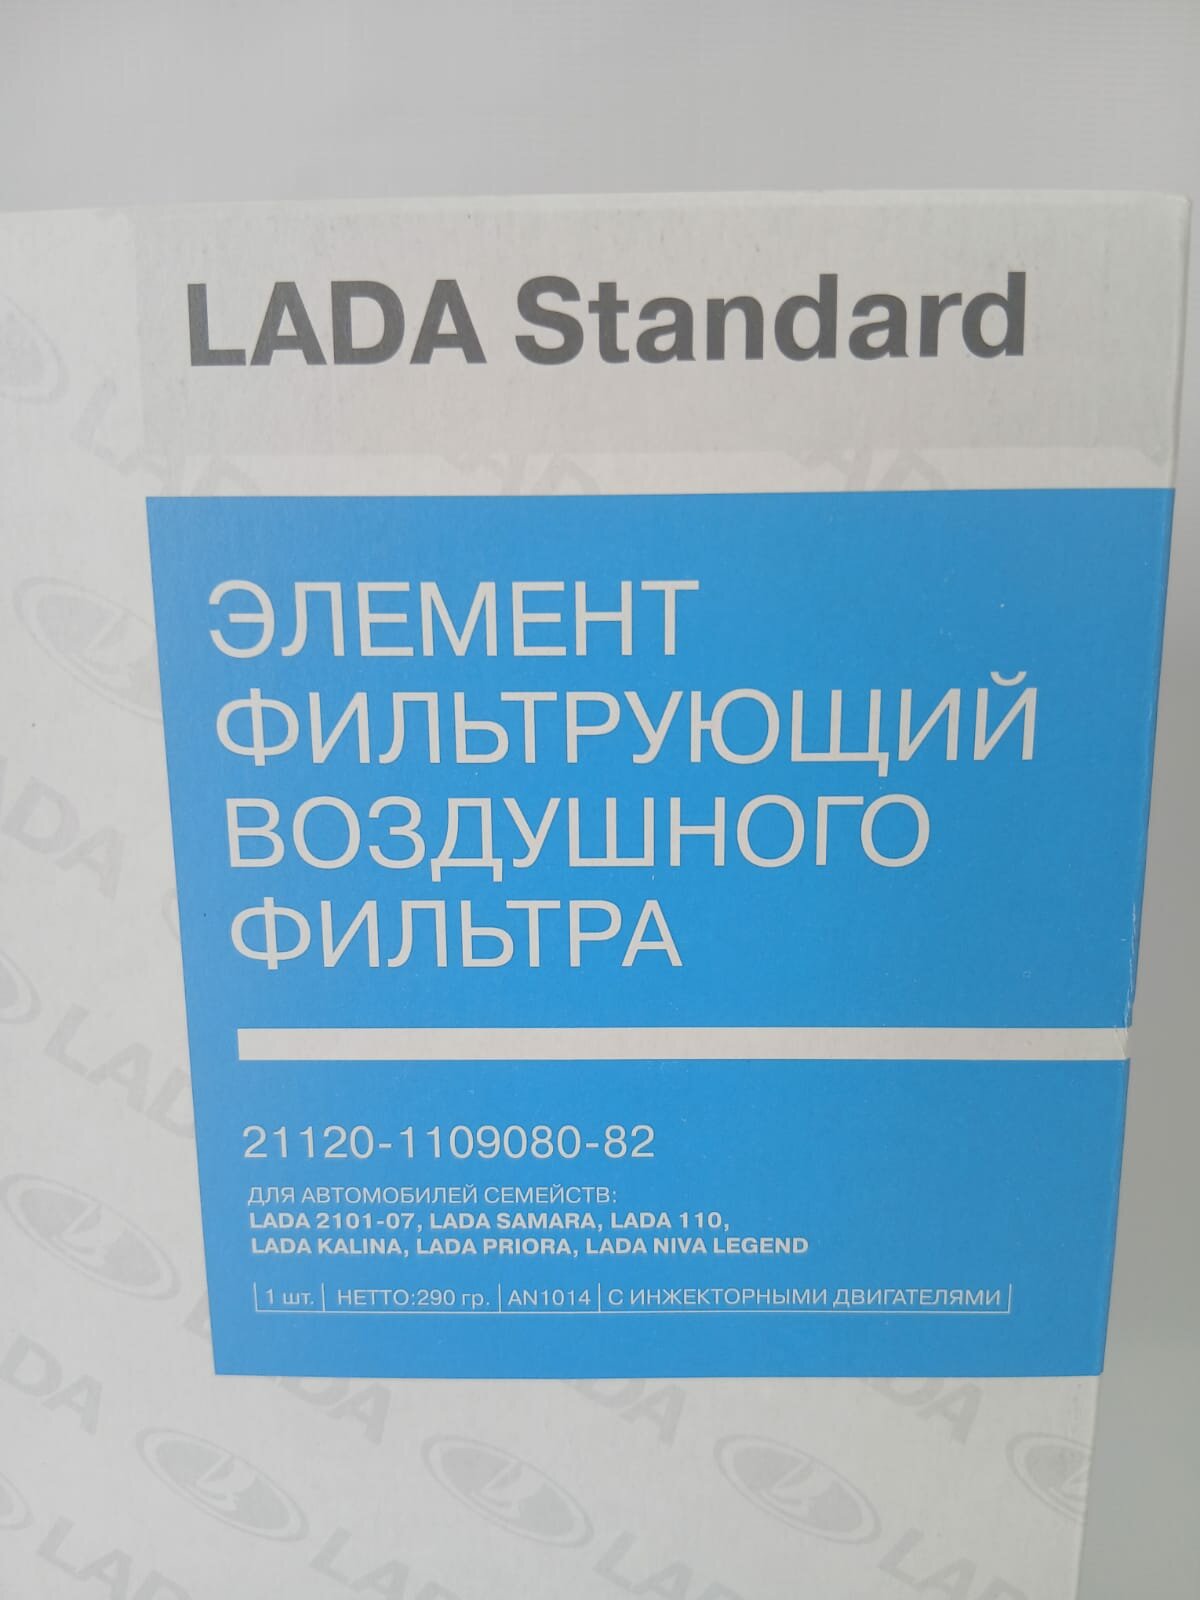 LADA Standard
ЭЛЕМЕНТ
ФИЛЬТРУЮЩИЙ
ВОЗДУШНОГО
ФИЛЬТРА
21120-1109080-82
ДЛЯ АВТОМОБИЛЕЙ СЕМЕЙСТВ:
LADA 2101-07, LADA SAMARA, LADA 110,
LADA KALINA, LADA PRIORA, LADA NIVA LEGEND
1 шт. НЕТТО:290 гр. AN1014 С ИНЖЕКТОРНЫМИ ДВИГАТЕЛЯМИ